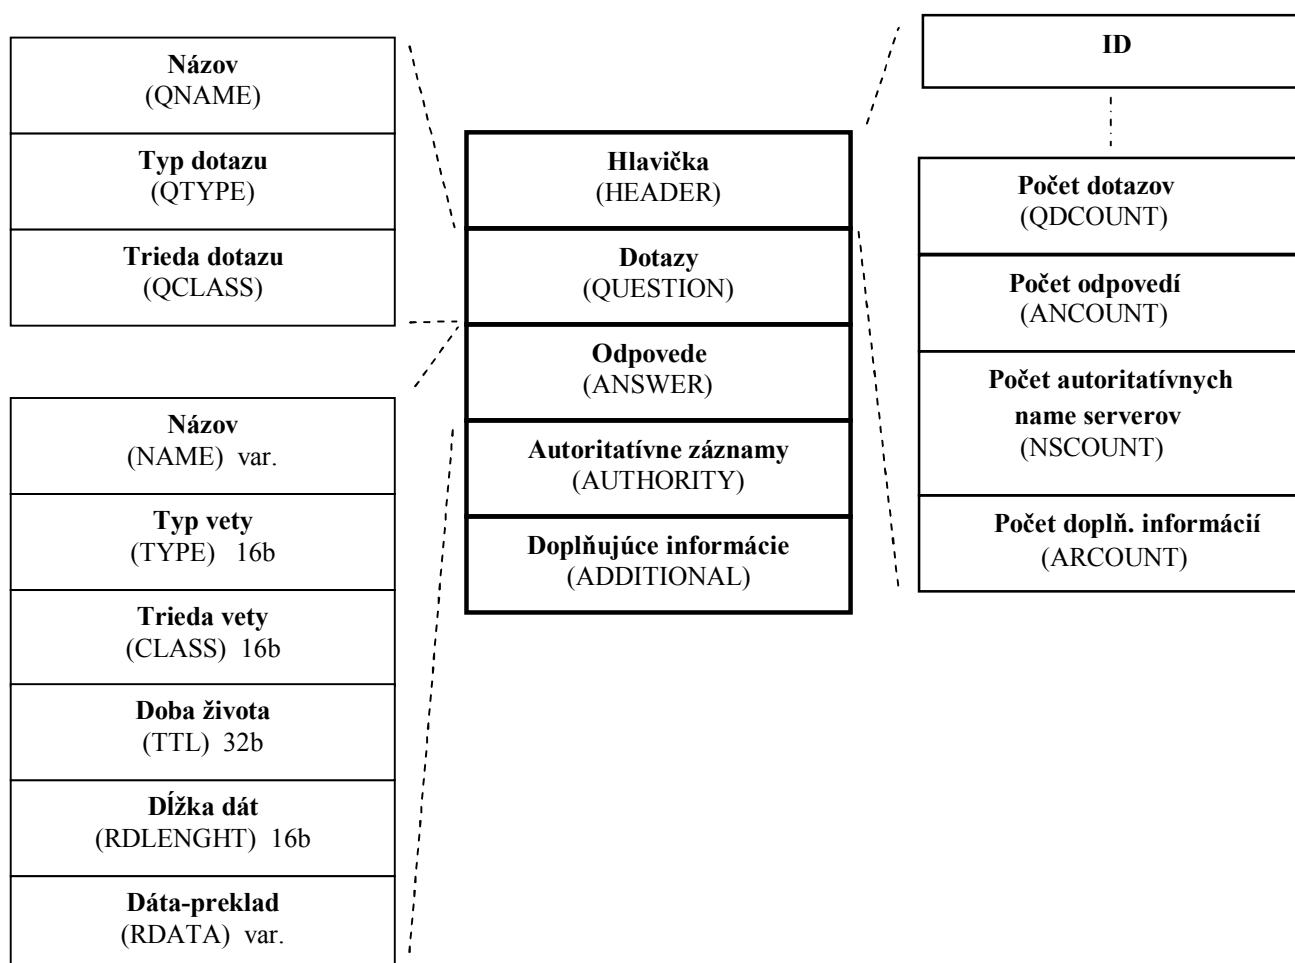 Názov
(QNAME)
Typ dotazu
(QTYPE)
Trieda dotazu
(QCLASS)
Názov
(NAME) var.
Typ vety
(TYPE) 16b
Trieda vety
(CLASS) 16b
Doba života
(TTL) 32b
Dĺžka dát
(RDLENGHT) 16b
Dáta-preklad
(RDATA) var.
Hlavička
(HEADER)
Dotazy
(QUESTION)
Odpovede
(ANSWER)
Autoritatívne záznamy
(AUTHORITY)
Doplňujúce informácie
(ADDITIONAL)
ID
Počet dotazov
(QDCOUNT)
Počet odpovedí
(ANCOUNT)
Počet autoritatívnych
name serverov
(NSCOUNT)
Počet doplň. informácií
(ARCOUNT)